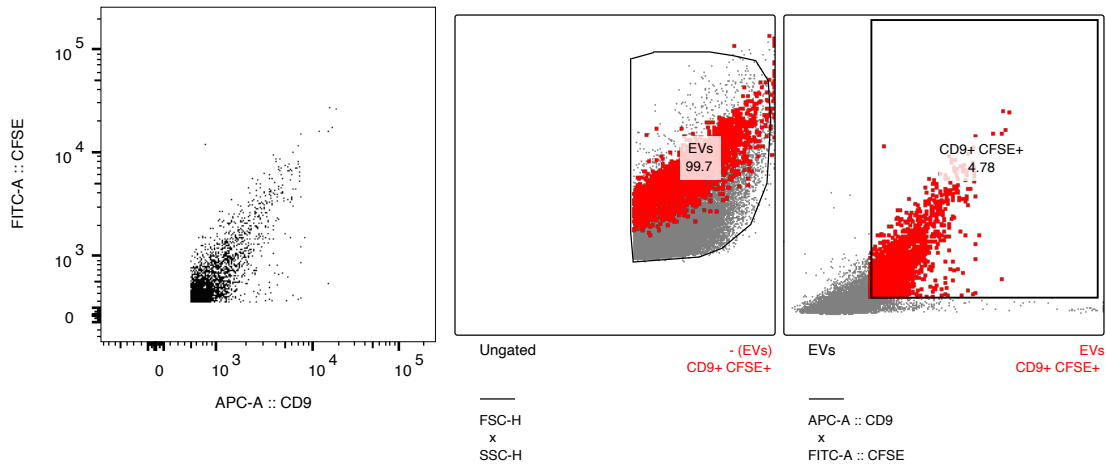 10^5
10^4
10^3
0
FITC-A :: CFSE
0
10^3
10^4
10^5
APC-A :: CD9
EVs
99.7
Ungated
- (EVs)
CD9+ CFSE+
FSC-H
x
SSC-H
CD9+ CFSE+
4.78
EVs
EVs
CD9+ CFSE+
APC-A :: CD9
x
FITC-A :: CFSE